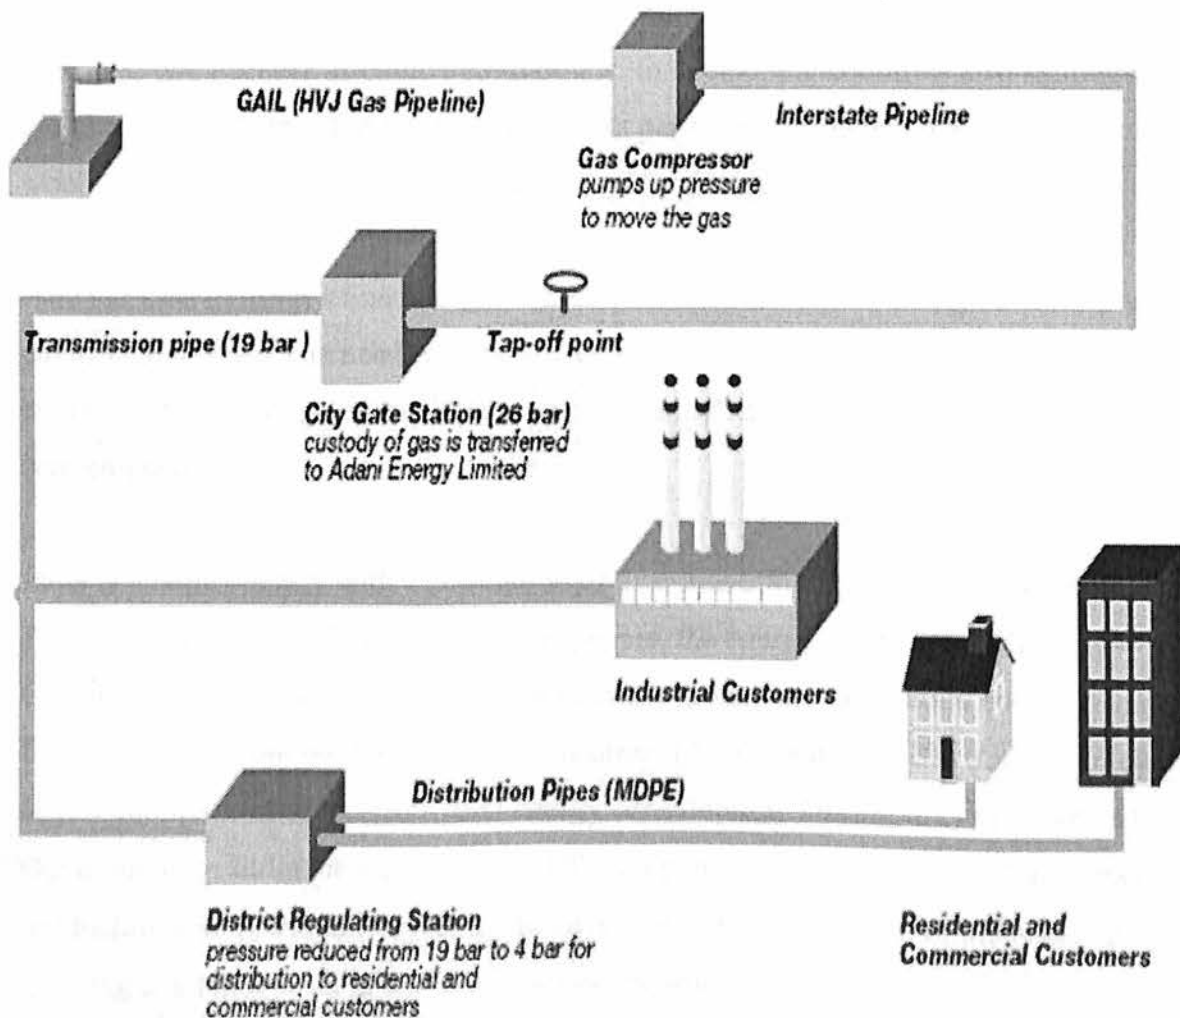 GAIL (HVJ Gas Pipeline)
Interstate Pipeline
Gas Compressor
pumps up pressure
to move the gas
Transmission pipe (19 bar )
Tap-off point
City Gate Station (26 bar)
custody of gas is transferred
to Adani Energy Limited
Industrial Customers
Distribution Pipes (MDPE)
District Regulating Station
pressure reduced from 19 bar to 4 bar for
distribution to residential and
commercial customers
Residential and
Commercial Customers